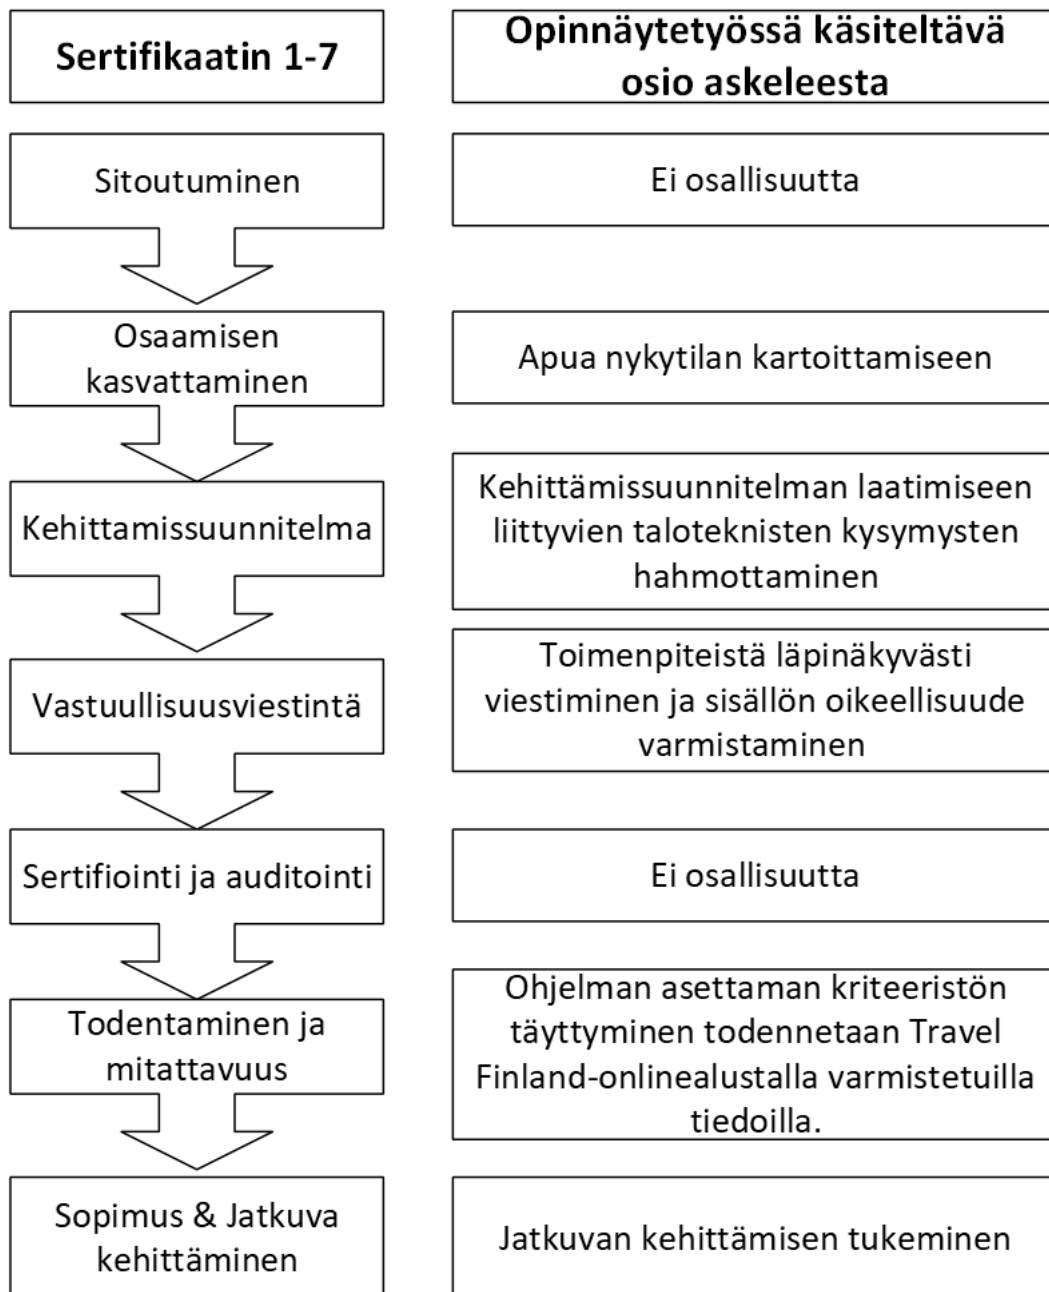 Sertifikaatin 1-7
Opinnäytetyössä käsiteltävä
osio askeleesta
Sitoutuminen
Ei osallisuutta
Osaamisen
kasvattaminen
Apua nykytilan kartoittamiseen
Kehittamissuunnitelma
Kehittämissuunnitelman laatimiseen
liittyvien taloteknisten kysymysten
hahmottaminen
Vastuullisuusviestintä
Toimenpiteistä läpinäkyvästi
viestiminen ja sisällön oikeellisuude
varmistaminen
Sertifiointi ja auditointi
Ei osallisuutta
Todentaminen ja
mitattavuus
Ohjelman asettaman kriteeristön
täyttyminen todennetaan Travel
Finland-onlinealustalla varmistetuilla
tiedoilla.
Sopimus & Jatkuva
kehittäminen
Jatkuvan kehittämisen tukeminen